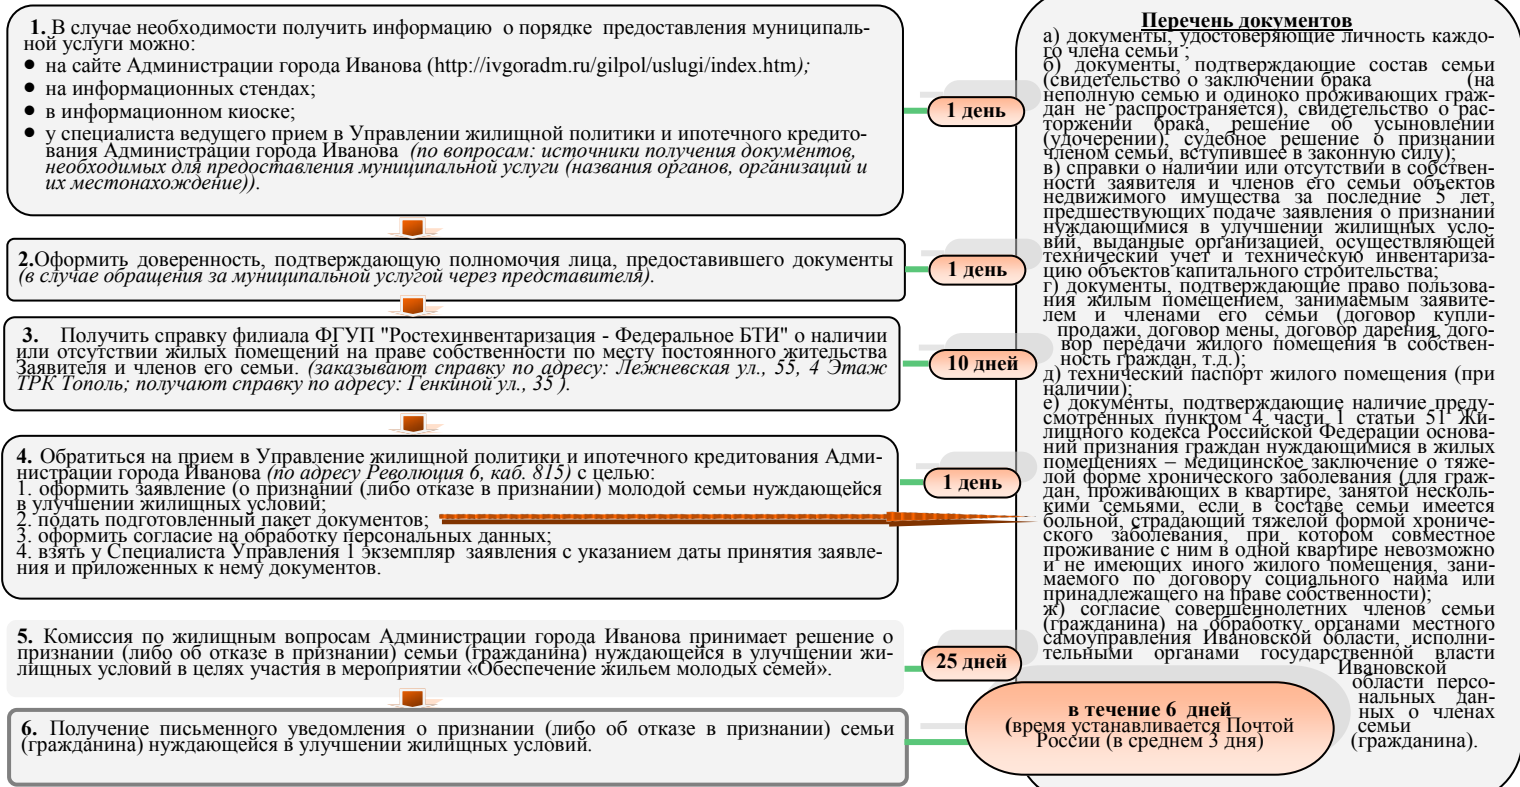 1. В случае необходимости получить информацию о порядке предоставления муниципаль-
ной услуги можно:
• на сайте Администрации города Иванова (http://ivgoradm.ru/gilpol/uslugi/index.htm);
• на информационных стендах;
• в информационном киоске;
• у специалиста ведущего прием в Управлении жилищной политики и ипотечного кредито-
вания Администрации города Иванова (по вопросам: источники получения документов,
необходимых для предоставления муниципальной услуги (названия органов, организаций и
их местонахождение)).
1 день
2.Оформить доверенность, подтверждающую полномочия лица, предоставившего документы
(в случае обращения за муниципальной услугой через представителя).
1 день
3. Получить справку филиала ФГУП "Ростехинвентаризация - Федеральное БТИ" о наличии
или отсутствии жилых помещений на праве собственности по месту постоянного жительства
Заявителя и членов его семьи. (заказывают справку по адресу: Лежневская ул., 55, 4 Этаж
ТРК Тополь; получают справку по адресу: Генкиной ул., 35 ).
10 дней
4. Обратиться на прием в Управление жилищной политики и ипотечного кредитования Адми-
нистрации города Иванова (по адресу Революция 6, каб. 815) с целью:
1. оформить заявление (о признании (либо отказе в признании) молодой семьи нуждающейся
в улучшении жилищных условий;
2. подать подготовленный пакет документов;
3. оформить согласие на обработку персональных данных;
4. взять у Специалиста Управления 1 экземпляр заявления с указанием даты принятия заявле-
ния и приложенных к нему документов.
1 день
5. Комиссия по жилищным вопросам Администрации города Иванова принимает решение о
признании (либо об отказе в признании) семьи (гражданина) нуждающейся в улучшении жи-
лищных условий в целях участия в мероприятии «Обеспечение жильем молодых семей».
25 дней
6. Получение письменного уведомления о признании (либо об отказе в признании) семьи
(гражданина) нуждающейся в улучшении жилищных условий.
в течение 6 дней
(время устанавливается Почтой
России (в среднем 3 дня)
Перечень документов
а) документы, удостоверяющие личность каждо-
го члена семьи ;
б) документы, подтверждающие состав семьи
(свидетельство о заключении брака (на
неполную семью и одиноко проживающих граж-
дан не распространяется), свидетельство о рас-
торжении брака, решение об усыновлении
(удочерении), судебное решение о признании
членом семьи, вступившее в законную силу);
в) справки о наличии или отсутствии в собствен-
ности заявителя и членов его семьи объектов
недвижимого имущества за последние 5 лет,
предшествующих подаче заявления о признании
нуждающимися в улучшении жилищных усло-
вий, выданные организацией, осуществляющей
технический учет и техническую инвентариза-
цию объектов капитального строительства;
г) документы, подтверждающие право пользова-
ния жилым помещением, занимаемым заявите-
лем и членами его семьи (договор купли-
продажи, договор мены, договор дарения, дого-
вор передачи жилого помещения в собствен-
ность граждан, т.д.);
д) технический паспорт жилого помещения (при
наличии);
е) документы, подтверждающие наличие преду-
смотренных пунктом 4 части 1 статьи 51 Жи-
лищного кодекса Российской Федерации основа-
ний признания граждан нуждающимися в жилых
помещениях – медицинское заключение о тяже-
лой форме хронического заболевания (для граж-
дан, проживающих в квартире, занятой несколь-
кими семьями, если в составе семьи имеется
больной, страдающий тяжелой формой хрониче-
ского заболевания, при котором совместное
проживание с ним в одной квартире невозможно
и не имеющих иного жилого помещения, зани-
маемого по договору социального найма или
принадлежащего на праве собственности);
ж) согласие совершеннолетних членов семьи
(гражданина) на обработку органами местного
самоуправления Ивановской области, исполни-
тельными органами государственной власти
Ивановской
области персо-
нальных дан-
ных о членах
семьи
(гражданина).